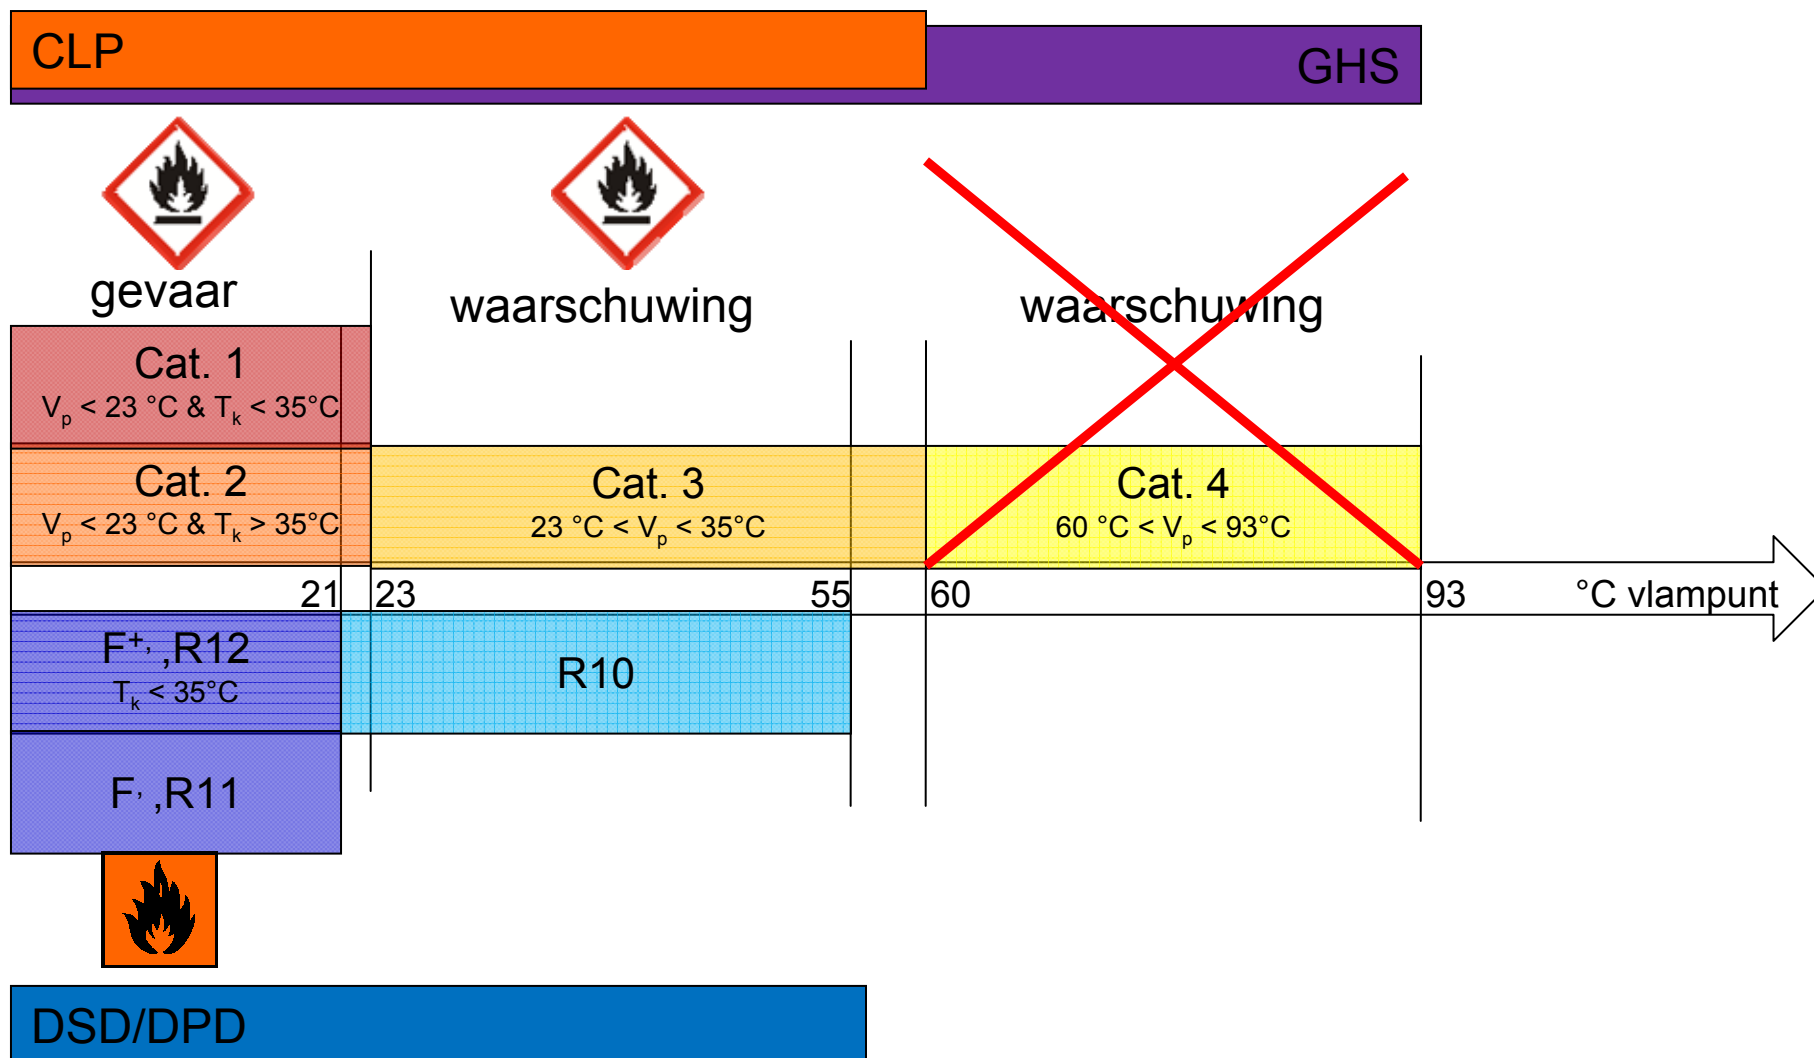 CLP
GHS
gevaar
waarschuwing
waarschuwing
Cat. 1
Vp < 23 °C & Tk < 35°C
Cat. 2
Vp < 23 °C & Tk > 35°C
Cat. 3
23 °C < Vp < 35°C
Cat. 4
60 °C < Vp < 93°C
21 23 55 60 93 °C vlampunt
F+, ,R12
Tk < 35°C
R10
F, ,R11
DSD/DPD